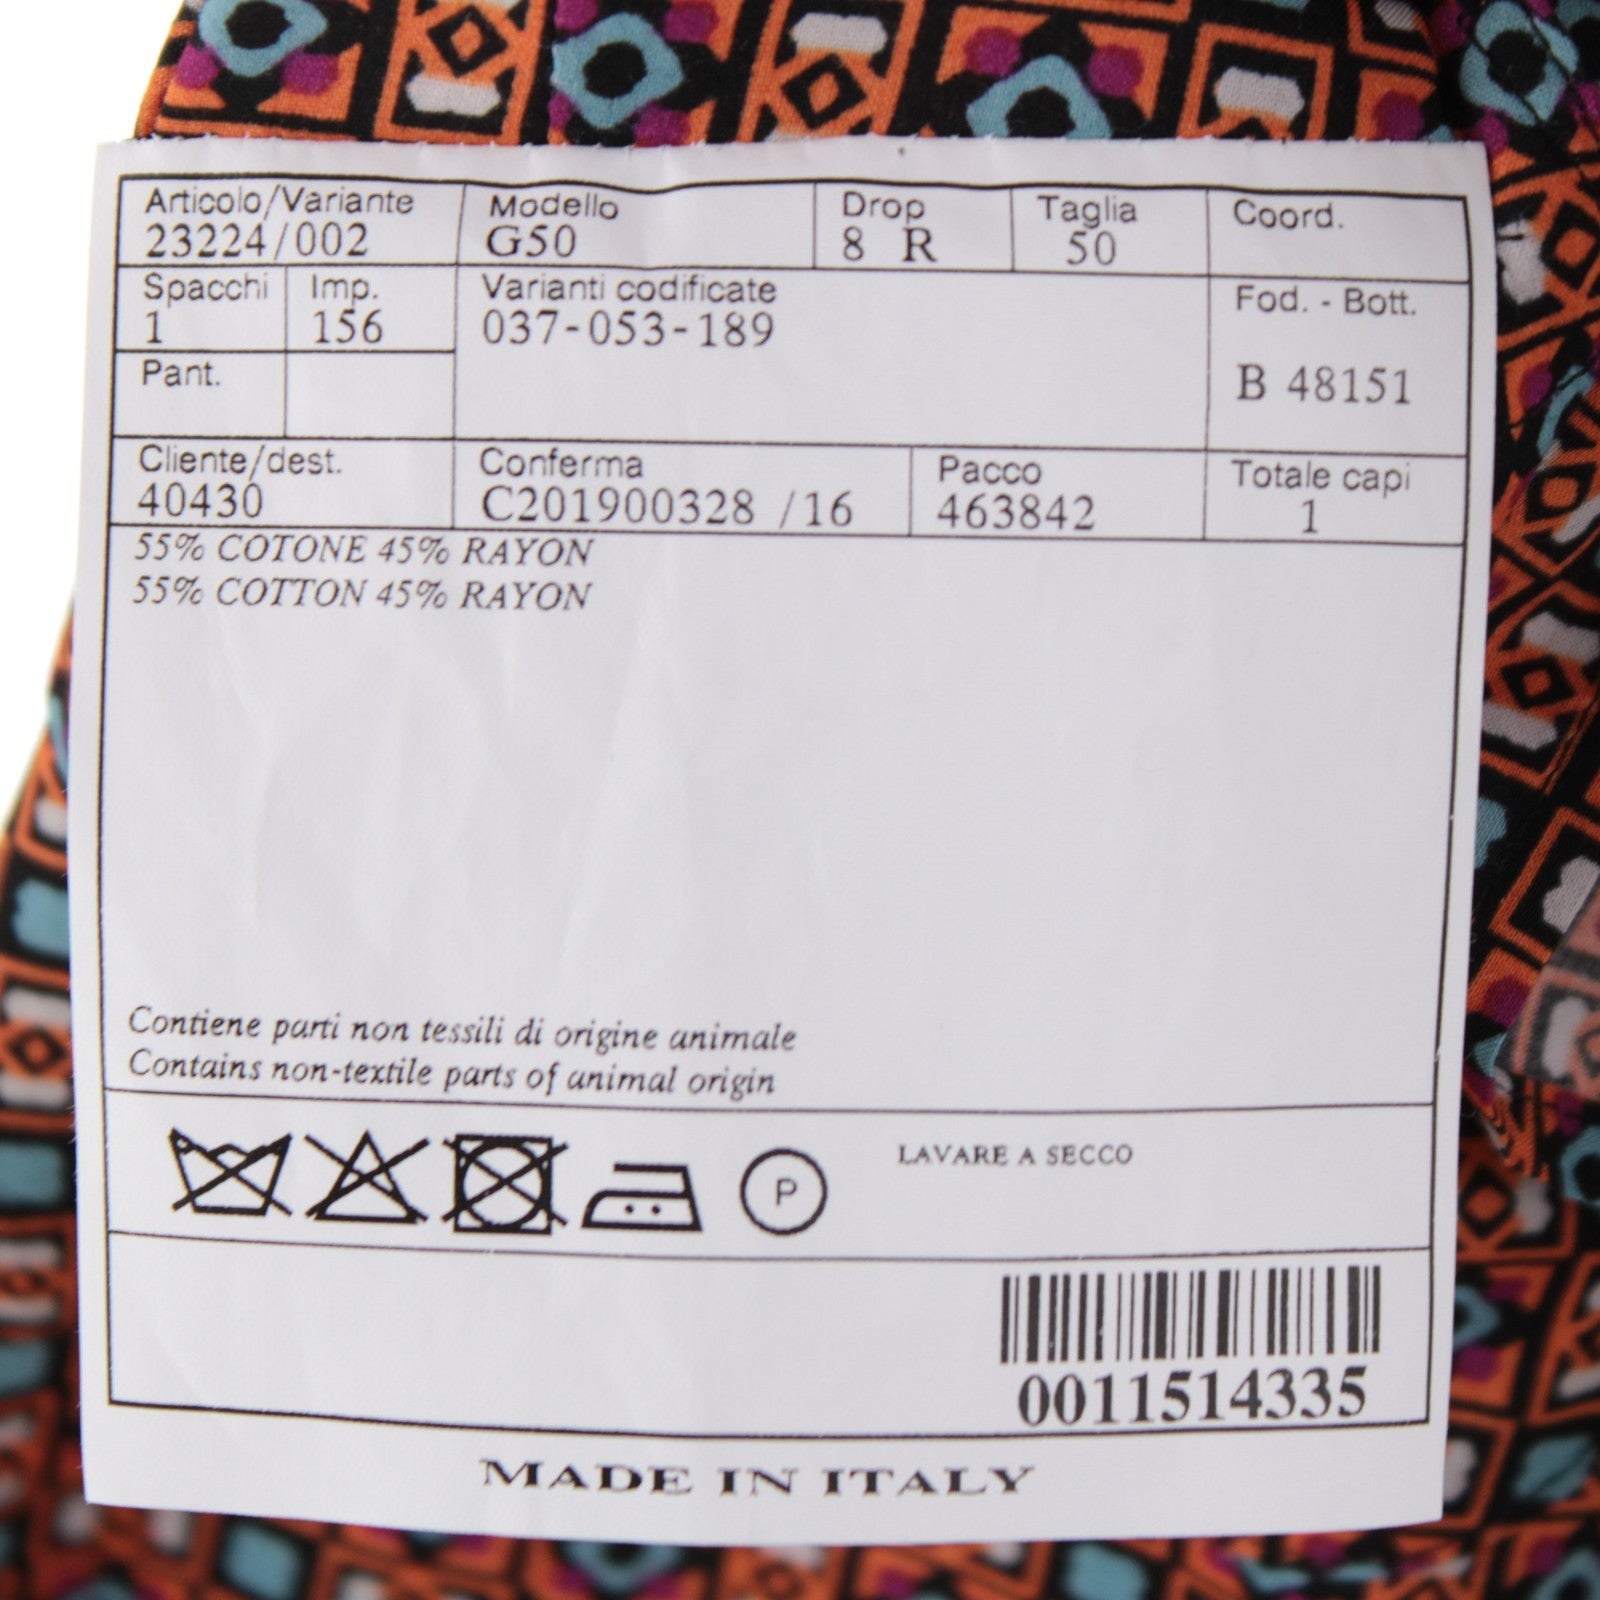 Articolo/Variante Modello Drop Taglia Coord.
23224/002 G50 8 R 50
Spacchi Imp. Varianti codificate Fod. - Bott.
1 156 037-053-189
Pant. B 48151
Cliente/dest. Conferma Pacco Totale capi
40430 C201900328 /16 463842 1
55% COTONE 45% RAYON
55% COTTON 45% RAYON
Contiene parti non tessili di origine animale
Contains non-textile parts of animal origin
P LAVARE A SECCO
0011514335
MADE IN ITALY